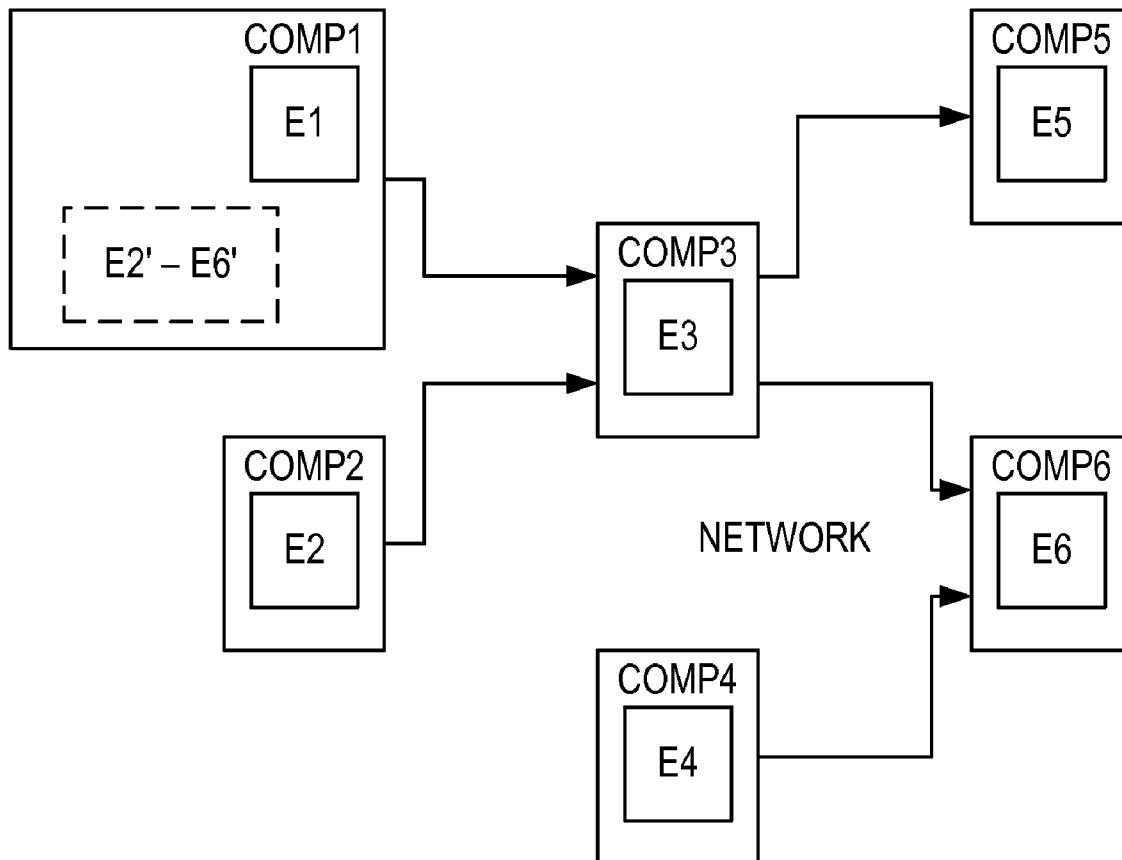 COMP1
E1
E2' – E6'
COMP2
E2
COMP3
E3
COMP4
E4
COMP5
E5
COMP6
E6
NETWORK